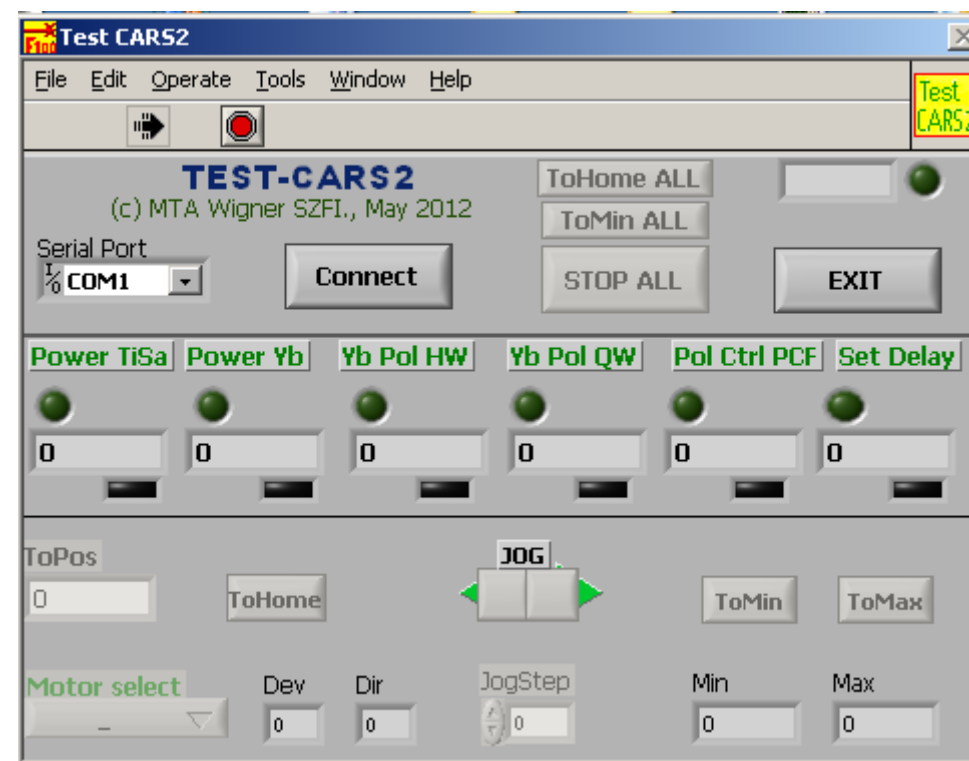 F100 Test CARS2
File Edit Operate Tools Window Help
Test CARS2
TEST-CARS2
(c) MTA Wigner SZFI., May 2012
ToHome ALL
ToMin ALL
STOP ALL
Serial Port
I/O COM1
Connect
EXIT
Power TiSa Power Yb Yb Pol HW Yb Pol QW Pol Ctrl PCF Set Delay
0 0 0 0 0 0
ToPos
0
ToHome
JOG
ToMin ToMax
Motor select
_
Dev Dir JogStep Min Max
0 0 0 0 0